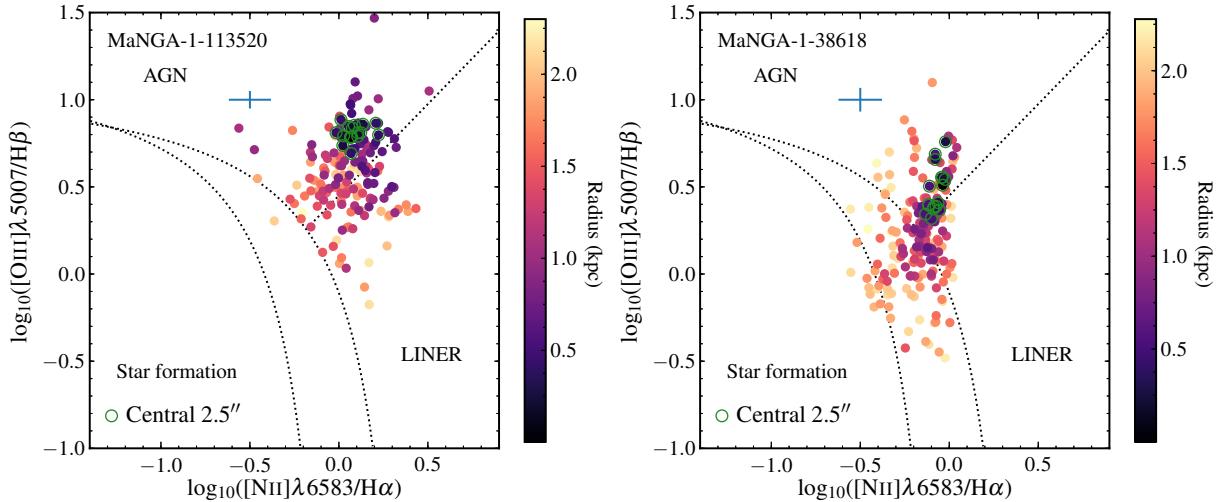 MaNGA-1-113520
AGN
LINER
Star formation
Central 2.5″
1.5
1.0
0.5
0.0
−0.5
−1.0
−1.0
−0.5
0.0
0.5
log₁₀([OIII]λ5007/Hβ)
log₁₀([NII]λ6583/Hα)
2.0
1.5
1.0
0.5
Radius (kpc)
MaNGA-1-38618
AGN
LINER
Star formation
Central 2.5″
1.5
1.0
0.5
0.0
−0.5
−1.0
−1.0
−0.5
0.0
0.5
log₁₀([OIII]λ5007/Hβ)
log₁₀([NII]λ6583/Hα)
2.0
1.5
1.0
0.5
Radius (kpc)